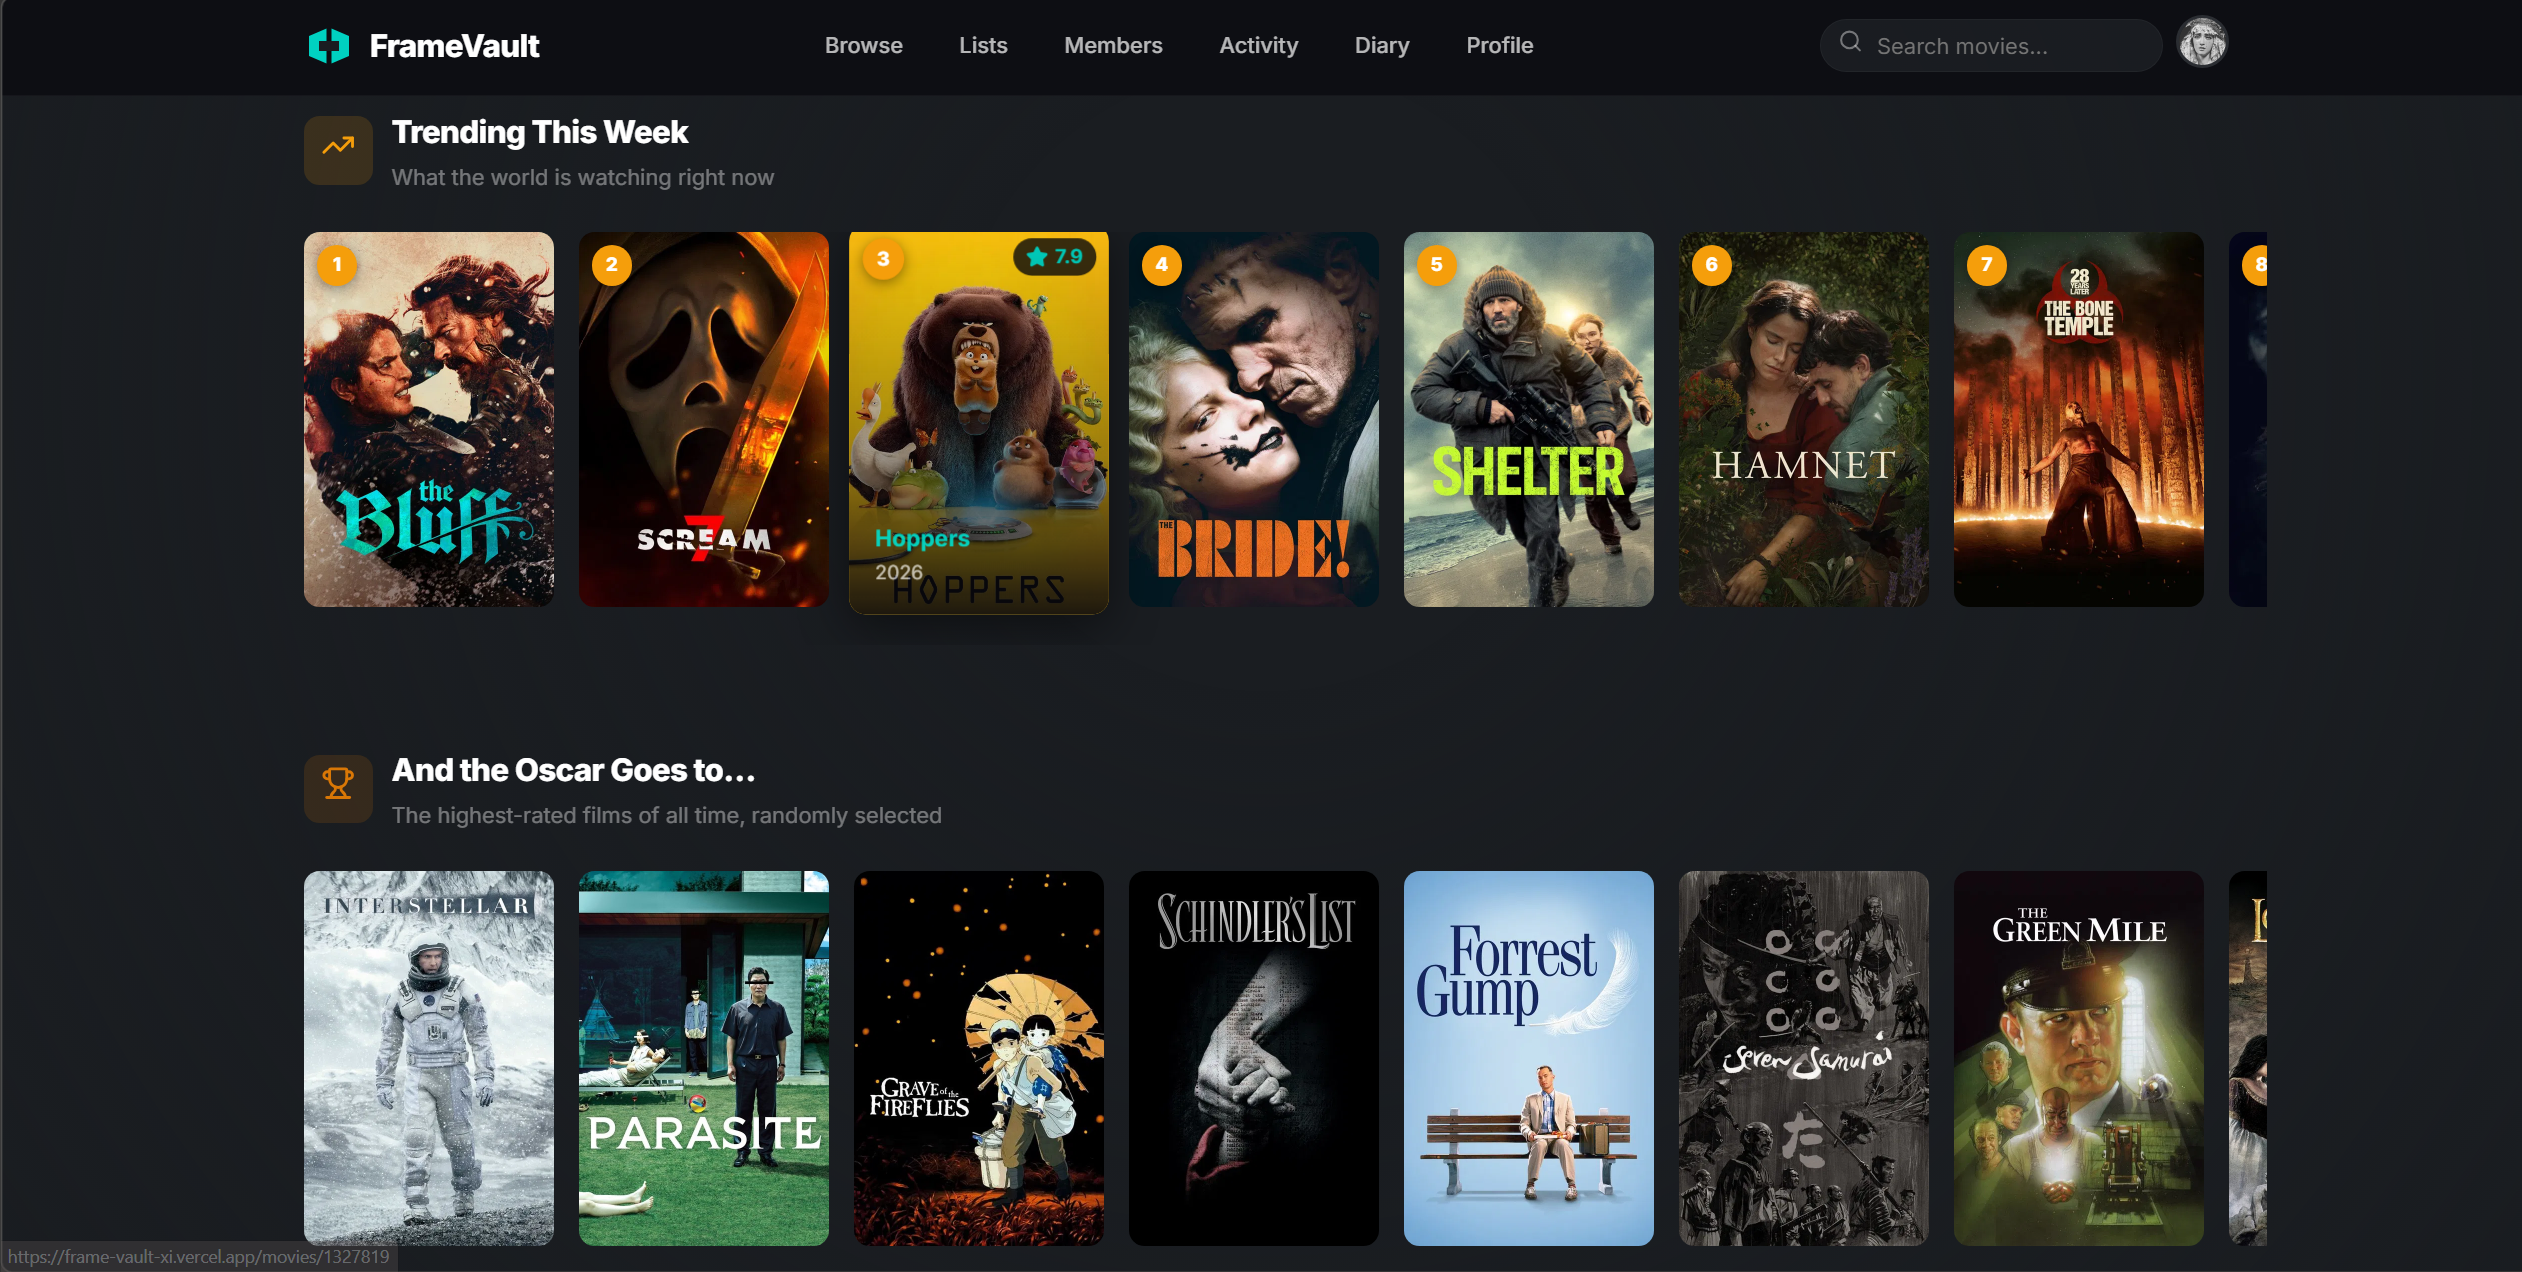 FrameVault
Browse Lists Members Activity Diary Profile
Search movies...
Trending This Week
What the world is watching right now
1
the
Bluff
2
SCREAM
7
3
7.9
Hoppers
2026
HOPPERS
4
THE
BRIDE!
5
SHELTER
6
HAMNET
7
28
YEARS
LATER
THE BONE
TEMPLE
8
And the Oscar Goes to...
The highest-rated films of all time, randomly selected
INTERSTELLAR
PARASITE
GRAVE of the
FIREFLIES
SCHINDLER'S LIST
Forrest
Gump
Seven Samurai
た
THE
GREEN MILE
https://frame-vault-xi.vercel.app/movies/1327819